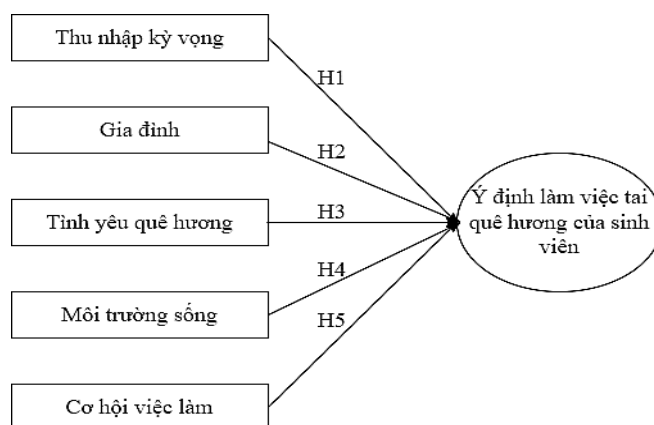 Thu nhập kỳ vọng
H1
Gia đình
H2
Ý định làm việc tai
quê hương của sinh
viên
Tình yêu quê hương
H3
H4
Môi trường sống
H5
Cơ hội việc làm